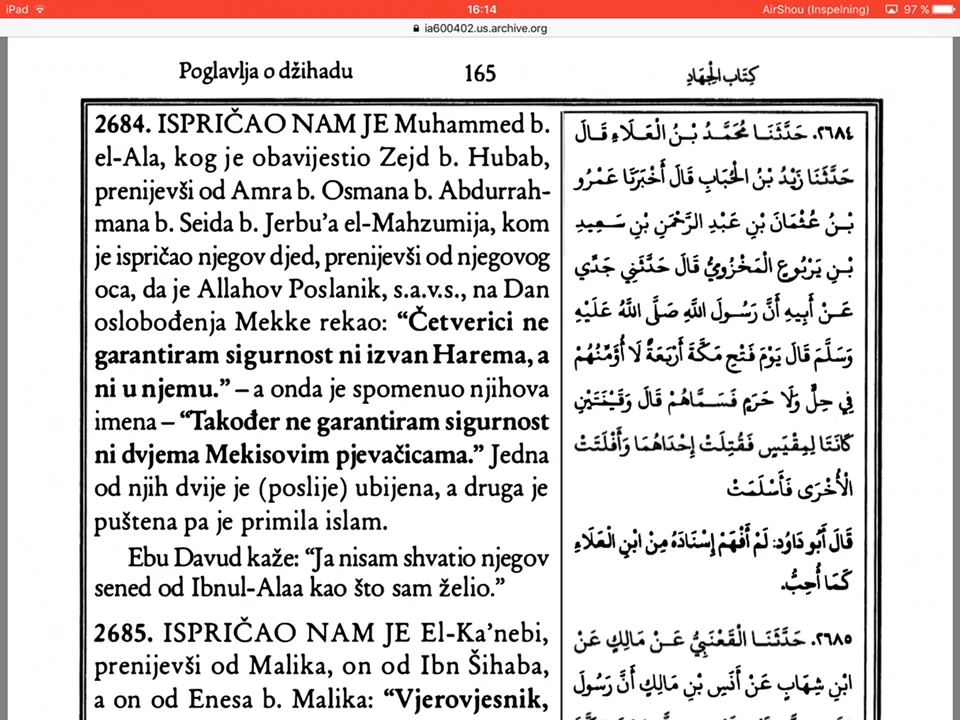 iPad 16:14 AirShou (Inspelning) 97 %
ia600402.us.archive.org
Poglavlja o džihadu 165 كِتَاب الْجِهَادِ
2684. ISPRIČAO NAM JE Muhammed b.
el-Ala, kog je obavijestio Zejd b. Hubab,
prenijevši od Amra b. Osmana b. Abdurrah-
mana b. Seida b. Jerbu’a el-Mahzumija, kom
je ispričao njegov djed, prenijevši od njegovog
oca, da je Allahov Poslanik, s.a.v.s., na Dan
oslobođenja Mekke rekao: “Četverici ne
garantiram sigurnost ni izvan Harema, a
ni u njemu.” – a onda je spomenuo njihova
imena – “Također ne garantiram sigurnost
ni dvjema Mekisovim pjevačicama.” Jedna
od njih dvije je (poslije) ubijena, a druga je
puštena pa je primila islam.
Ebu Davud kaže: “Ja nisam shvatio njegov
sened od Ibnul-Alaa kao što sam želio.”
2685. ISPRIČAO NAM JE El-Ka’nebi,
prenijevši od Malika, on od Ibn Šihaba,
a on od Enesa b. Malika: “Vjerovjesnik,
٢٦٨٤. حَدَّثَنَا مُحَمَّدُ بْنُ الْعَلَاءِ قَالَ
حَدَّثَنَا زَيْدُ بْنُ الْحُبَابِ قَالَ أَخْبَرَنَا عَمْرُو
بْنُ عُثْمَانَ بْنِ عَبْدِ الرَّحْمَنِ بْنِ سَعِيدِ
بْنِ يَرْبُوعٍ الْمَخْزُومِيُّ قَالَ حَدَّثَنِي جَدِّي
عَنْ أَبِيهِ أَنَّ رَسُولَ اللَّهِ صَلَّى اللَّهُ عَلَيْهِ
وَسَلَّمَ قَالَ يَوْمَ فَتْحِ مَكَّةَ أَرْبَعَةٌ لَا أُؤَمِّنُهُمْ
فِي حِلٍّ وَلَا حَرَمٍ فَسَمَّاهُمْ قَالَ وَقَيْنَتَيْنِ
كَانَتَا لِمِقْيَسٍ فَقُتِلَتْ إِحْدَاهُمَا وَأَفْلَتَتْ
الْأُخْرَى فَأَسْلَمَتْ
قَالَ أَبُو دَاوُد: لَمْ أَفْهَمْ إِسْنَادَهُ مِنْ ابْنِ الْعَلَاءِ
كَمَا أُحِبُّ.
٢٦٨٥. حَدَّثَنَا الْقَعْنَبِيُّ عَنْ مَالِكٍ عَنْ
ابْنِ شِهَابٍ عَنْ أَنَسِ بْنِ مَالِكٍ أَنَّ رَسُولَ